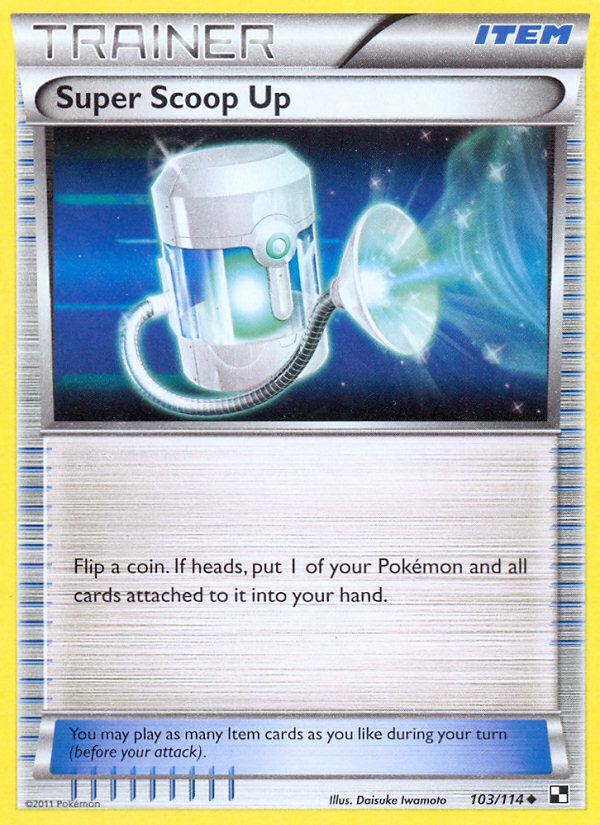 TRAINER
ITEM
Super Scoop Up
Flip a coin. If heads, put 1 of your Pokémon and all
cards attached to it into your hand.
You may play as many Item cards as you like during your turn
(before your attack).
©2011 Pokémon
Illus. Daisuke Iwamoto
103/114